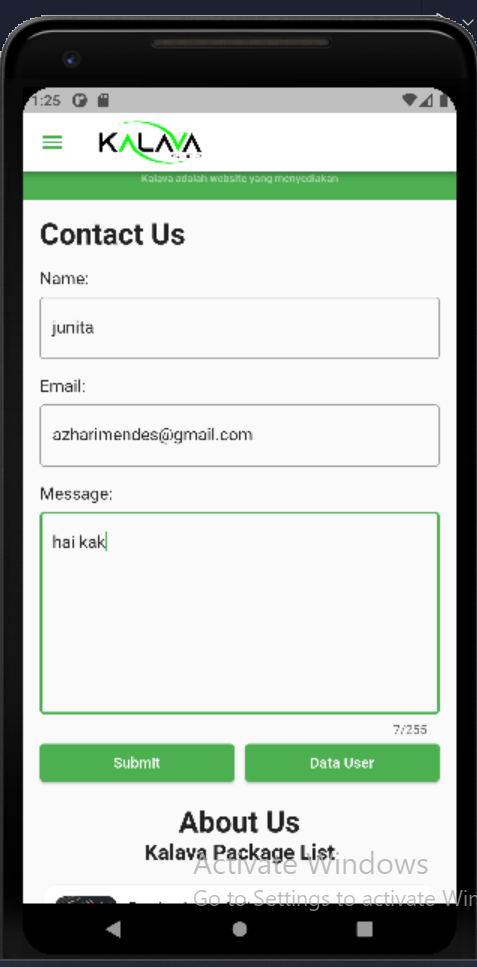 1:25
KALAVA
Kalava adalah website yang menyediakan
Contact Us
Name:
junita
Email:
azharimendes@gmail.com
Message:
hai kak
7/255
Submit
Data User
About Us
Kalava Package List
Activate Windows
Go to Settings to activate Win